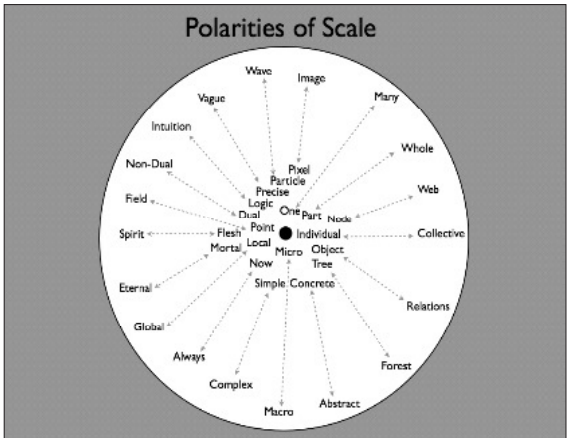 Polarities of Scale
Wave
Image
Vague
Many
Intuition
Whole
Non-Dual
Pixel
Particle
Web
Precise
Field
Logic
One
Part
Node
Dual
Point
Spirit
Flesh
Individual
Collective
Mortal
Local
Micro
Object
Now
Tree
Eternal
Simple
Concrete
Relations
Global
Always
Forest
Complex
Macro
Abstract